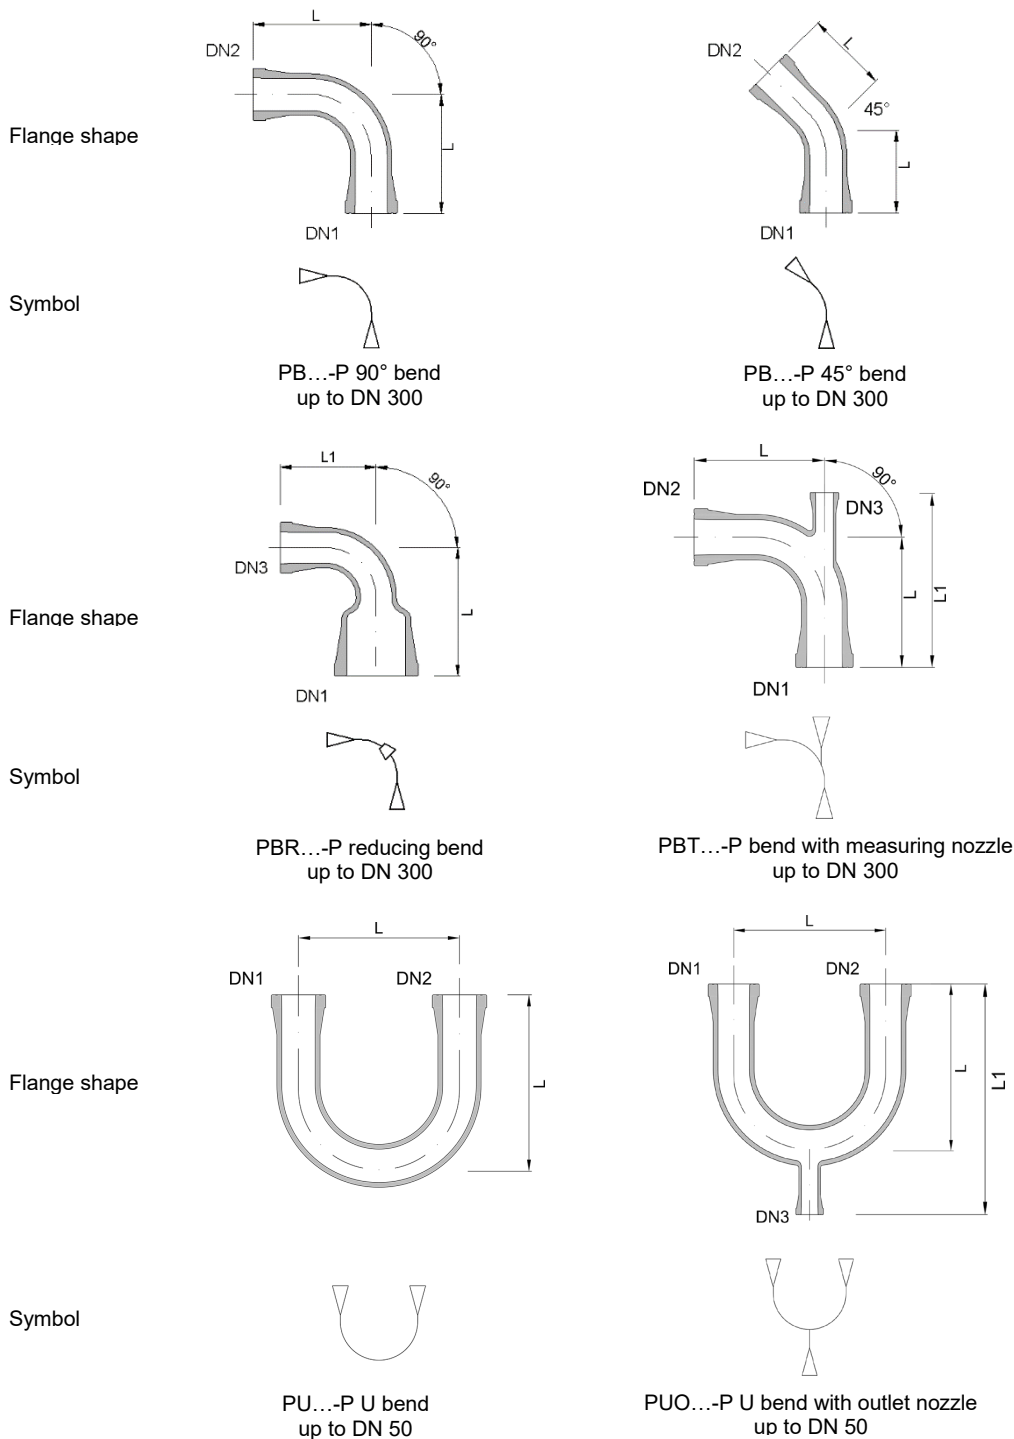 L
90°
DN2
L
DN1
Flange shape
L
DN2
45°
L
DN1
Symbol
PB…-P 90° bend
up to DN 300
PB…-P 45° bend
up to DN 300
L1
90°
DN3
L
DN1
Flange shape
L
90°
DN2
DN3
L
L1
DN1
Symbol
PBR…-P reducing bend
up to DN 300
PBT…-P bend with measuring nozzle
up to DN 300
L
DN1
DN2
L
Flange shape
L
DN1
DN2
L
L1
DN3
Symbol
PU…-P U bend
up to DN 50
PUO…-P U bend with outlet nozzle
up to DN 50